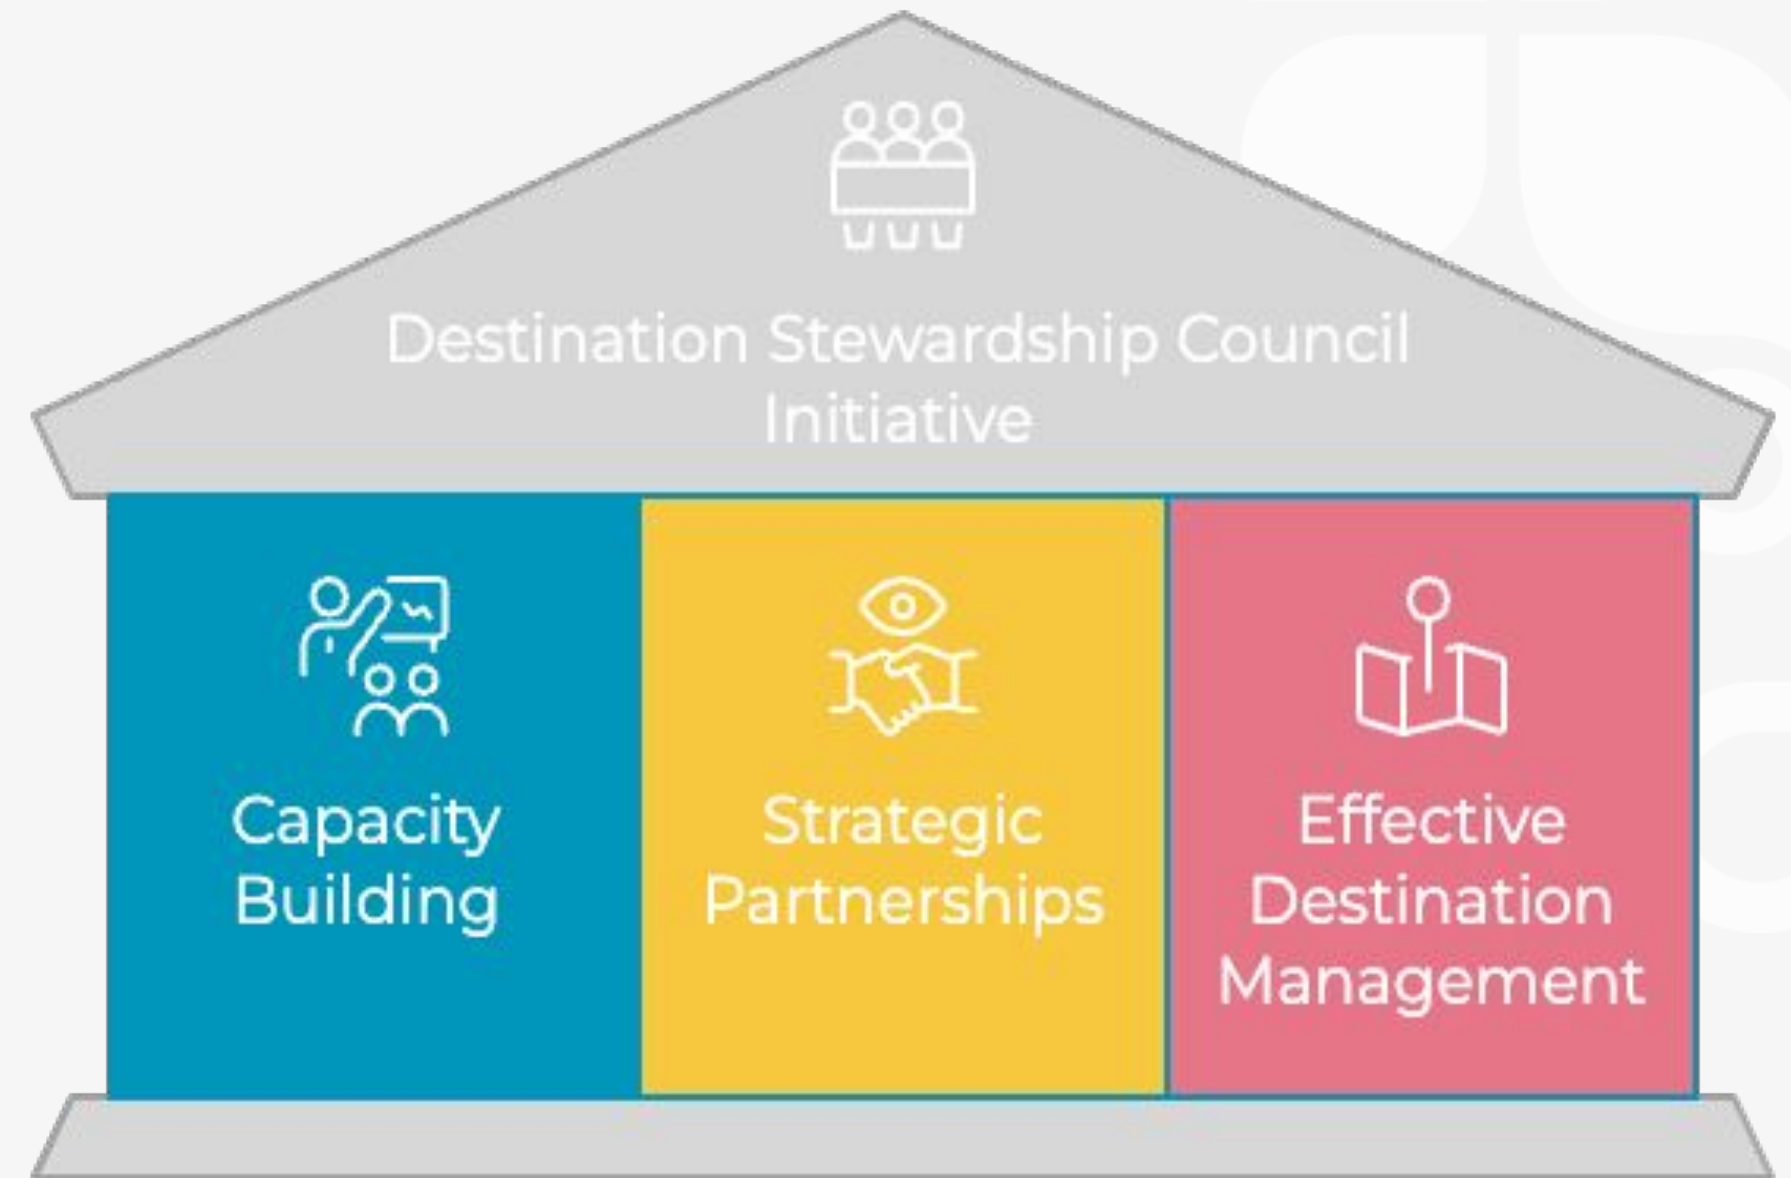 Destination Stewardship Council
Initiative
Capacity
Building
Strategic
Partnerships
Effective
Destination
Management